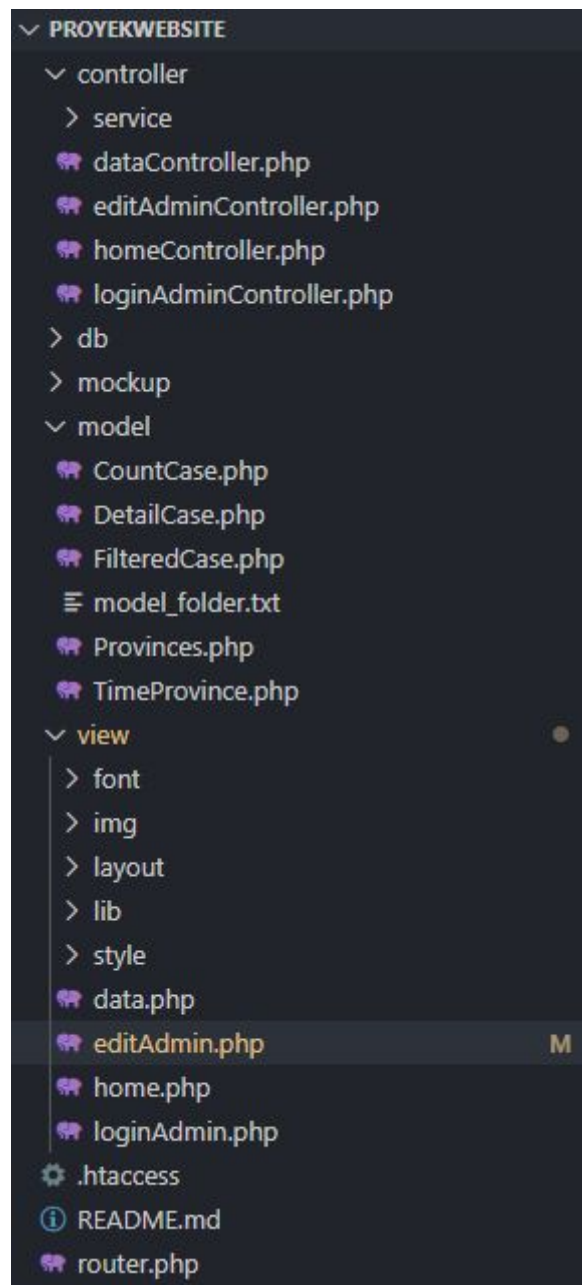 PROYEKWEBSITE
controller
service
dataController.php
editAdminController.php
homeController.php
loginAdminController.php
db
mockup
model
CountCase.php
DetailCase.php
FilteredCase.php
model_folder.txt
Provinces.php
TimeProvince.php
view
font
img
layout
lib
style
data.php
editAdmin.php M
home.php
loginAdmin.php
.htaccess
README.md
router.php